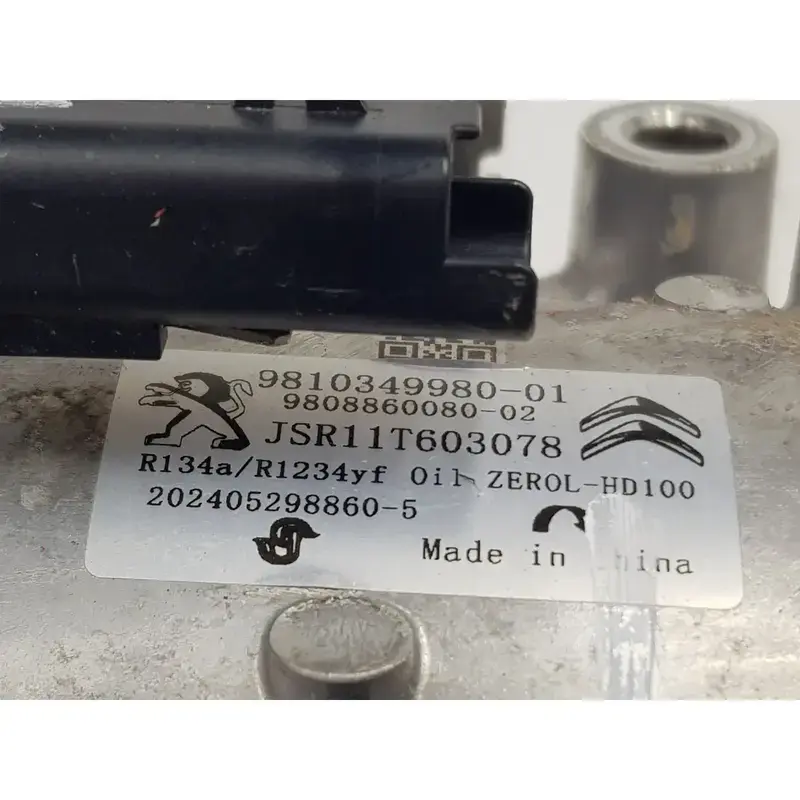 9810349980-01
9808860080-02
JSR11T603078
R134a/R1234yf Oil ZEROL-HD100
202405298860-5
Made in